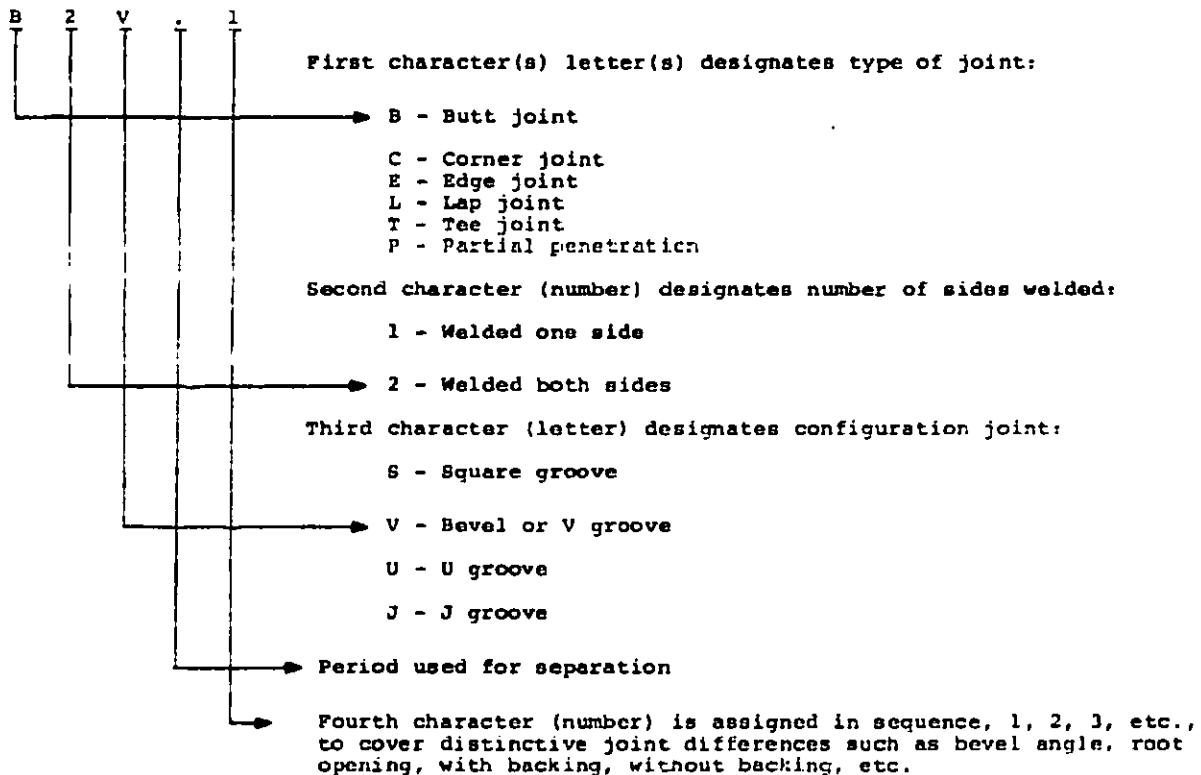 B 2 V . 1
First character(s) letter(s) designates type of joint:
B - Butt joint
C - Corner joint
E - Edge joint
L - Lap joint
T - Tee joint
P - Partial penetration
Second character (number) designates number of sides welded:
1 - Welded one side
2 - Welded both sides
Third character (letter) designates configuration joint:
S - Square groove
V - Bevel or V groove
U - U groove
J - J groove
Period used for separation
Fourth character (number) is assigned in sequence, 1, 2, 3, etc.,
to cover distinctive joint differences such as bevel angle, root
opening, with backing, without backing, etc.